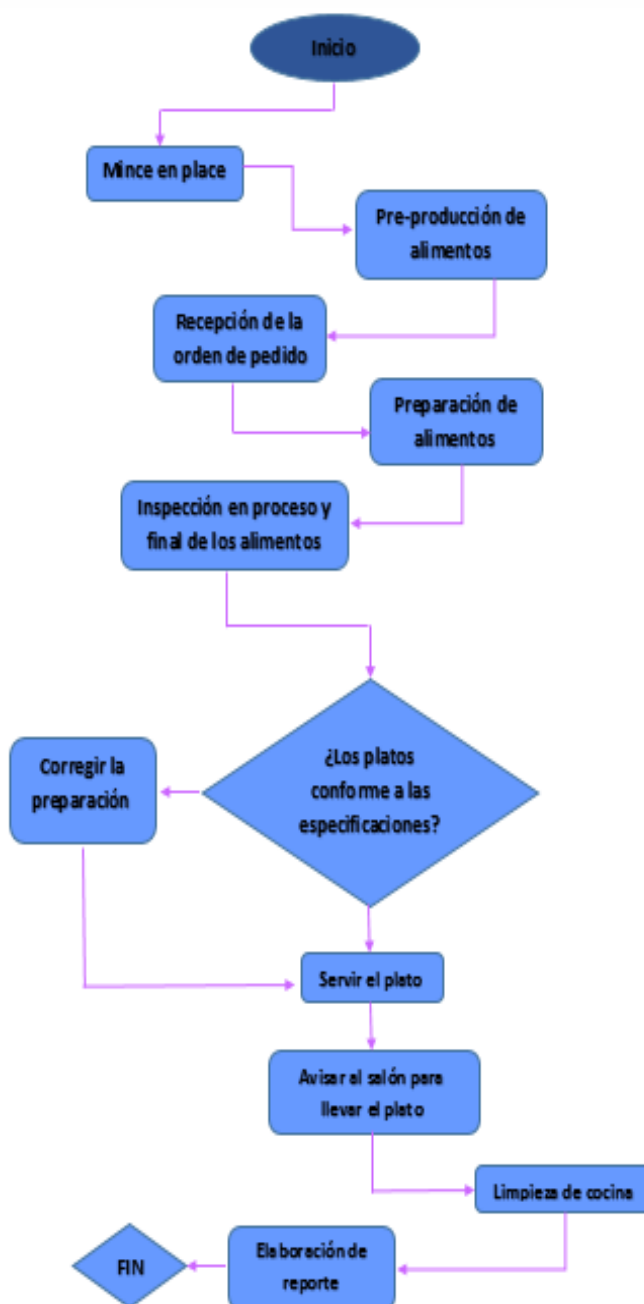 Inicio
Mince en place
Pre-producción de
alimentos
Recepción de la
orden de pedido
Preparación de
alimentos
Inspección en proceso y
final de los alimentos
¿Los platos
conforme a las
especificaciones?
Corregir la
preparación
Servir el plato
Avisar al salón para
llevar el plato
Limpieza de cocina
Elaboración de
reporte
FIN